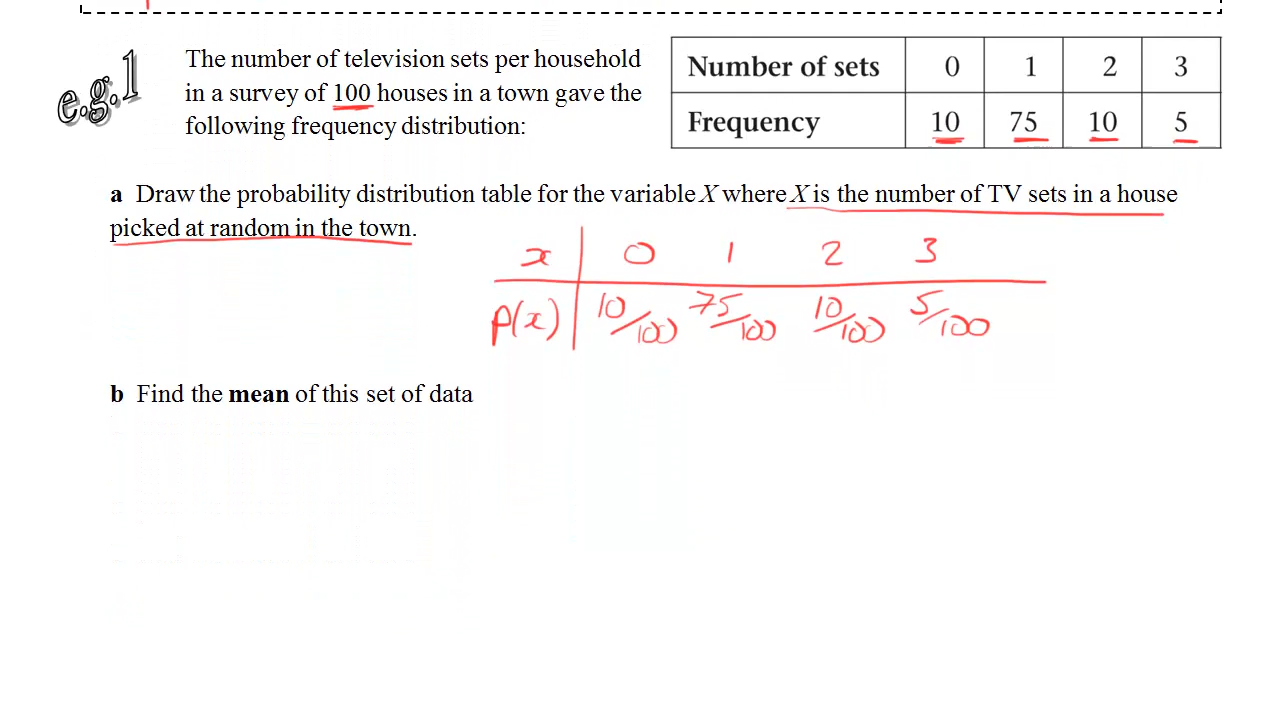 e.g.1
The number of television sets per household
in a survey of 100 houses in a town gave the
following frequency distribution:
Number of sets 0 1 2 3
Frequency 10 75 10 5
a Draw the probability distribution table for the variable X where X is the number of TV sets in a house
picked at random in the town.
x 0 1 2 3
P(x) 10/100 75/100 10/100 5/100
b Find the mean of this set of data